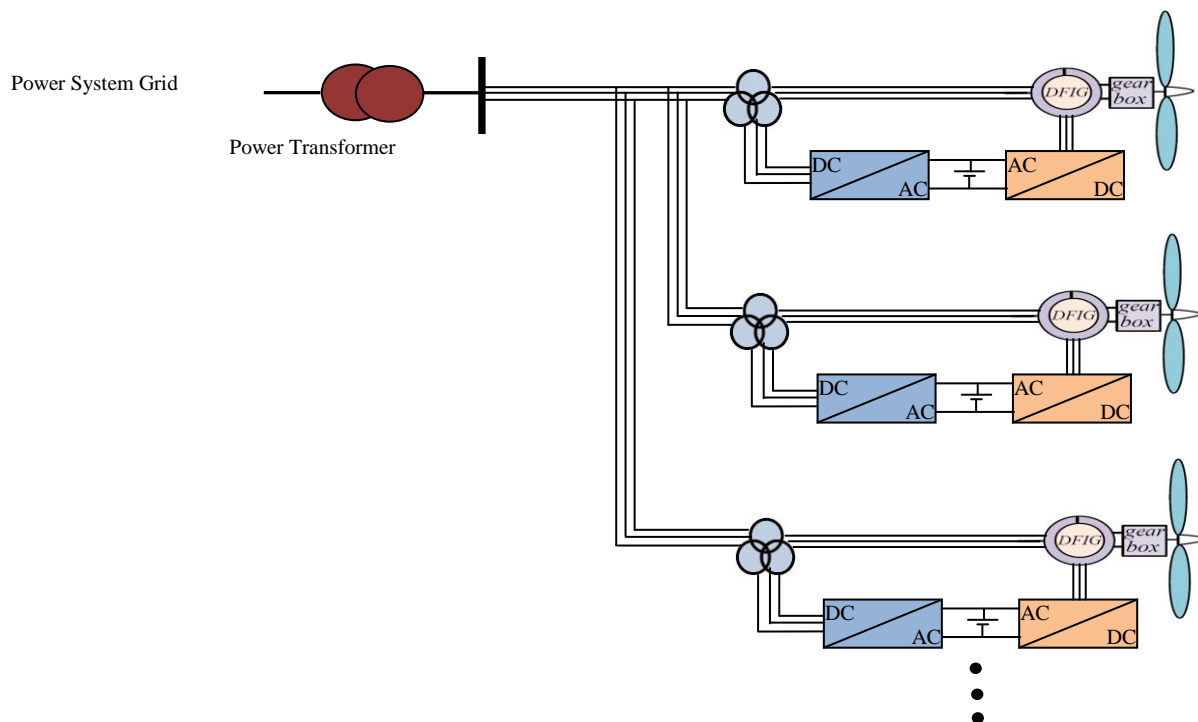 Power System Grid
Power Transformer
DFIG
gear
box
DC
AC
AC
DC
DFIG
gear
box
DC
AC
AC
DC
DFIG
gear
box
DC
AC
AC
DC